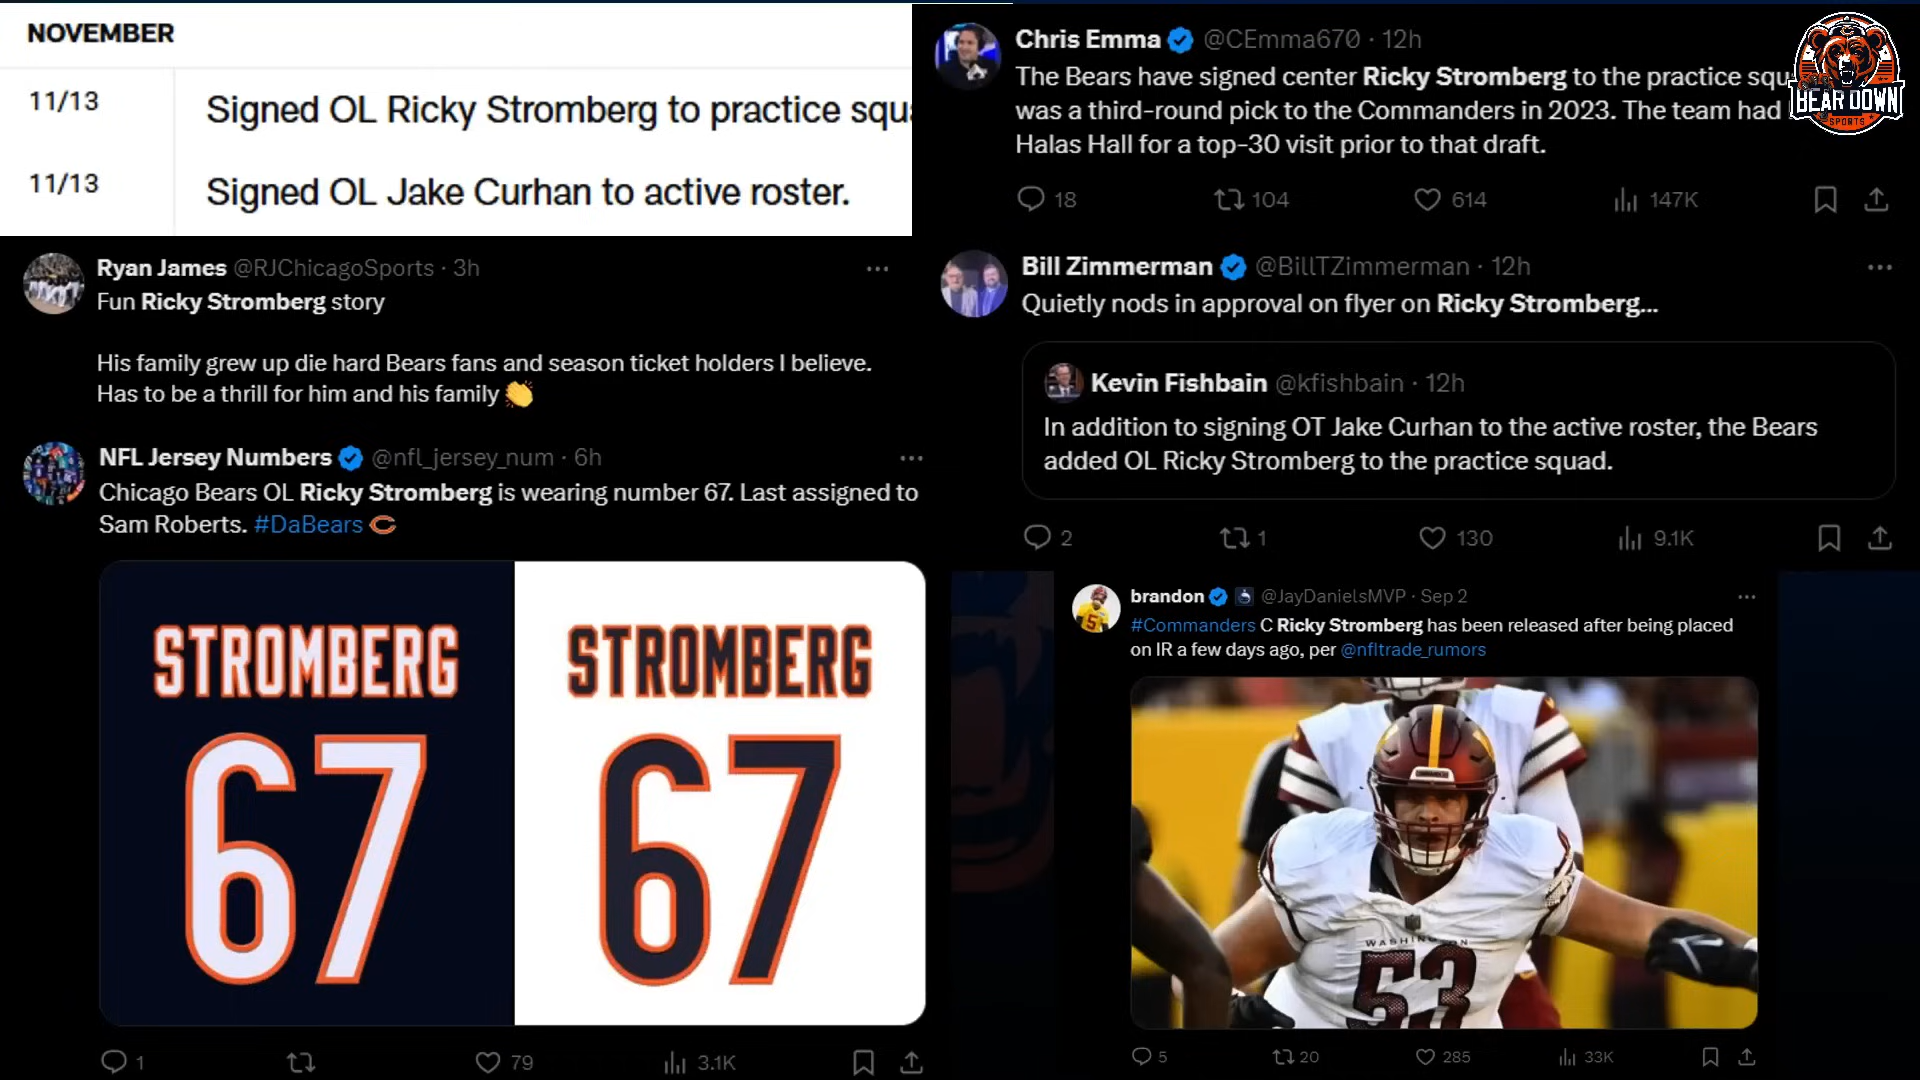 NOVEMBER
11/13
Signed OL Ricky Stromberg to practice squ
11/13
Signed OL Jake Curhan to active roster.
Chris Emma @CEmma670 · 12h
The Bears have signed center Ricky Stromberg to the practice squ
was a third-round pick to the Commanders in 2023. The team had
Halas Hall for a top-30 visit prior to that draft.
18 104 614 147K
BEAR DOWN
SPORTS
Ryan James @RJChicagoSports · 3h
Fun Ricky Stromberg story
His family grew up die hard Bears fans and season ticket holders I believe.
Has to be a thrill for him and his family 👏
Bill Zimmerman @BillTZimmerman · 12h
Quietly nods in approval on flyer on Ricky Stromberg...
Kevin Fishbain @kfishbain · 12h
In addition to signing OT Jake Curhan to the active roster, the Bears
added OL Ricky Stromberg to the practice squad.
2 1 130 9.1K
NFL Jersey Numbers @nfl_jersey_num · 6h
Chicago Bears OL Ricky Stromberg is wearing number 67. Last assigned to
Sam Roberts. #DaBears
STROMBERG
67
STROMBERG
67
1 79 3.1K
brandon @JayDanielsMVP · Sep 2
#Commanders C Ricky Stromberg has been released after being placed
on IR a few days ago, per @nfltrade_rumors
5
WASHINGTON
53
5 20 285 33K